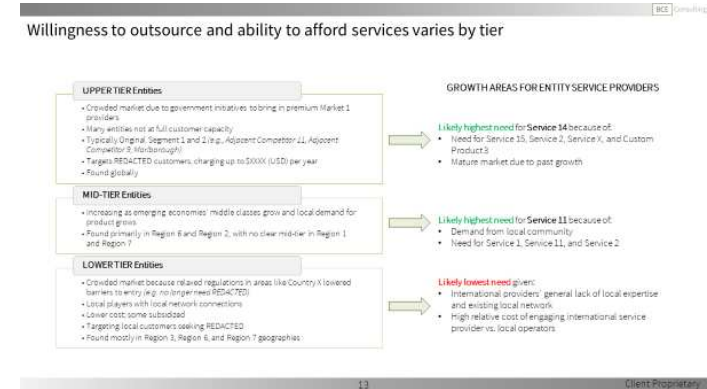 BCE Consulting
Willingness to outsource and ability to afford services varies by tier
UPPER TIER Entities
• Crowded market due to government initiatives to bring in premium Market 1
providers
• Many entities not at full customer capacity
• Typically Original Segment 1 and 2 (e.g., Adjacent Competitor 11, Adjacent
Competitor 9, Marlborough)
• Targets REDACTED customers, charging up to $XXXX (USD) per year
• Found globally
MID-TIER Entities
• Increasing as emerging economies' middle classes grow and local demand for
product grows
• Found primarily in Region 6 and Region 2, with no clear mid-tier in Region 1
and Region 7
LOWER TIER Entities
• Crowded market because relaxed regulations in areas like Country X lowered
barriers to entry (e.g. no longer need REDACTED)
• Local players with local network connections
• Lower cost: some subsidized
• Targeting local customers seeking REDACTED
• Found mostly in Region 3, Region 6, and Region 7 geographies
GROWTH AREAS FOR ENTITY SERVICE PROVIDERS
Likely highest need for Service 14 because of:
• Need for Service 15, Service 2, Service X, and Custom
Product 3
• Mature market due to past growth
Likely highest need for Service 11 because of:
• Demand from local community
• Need for Service 1, Service 11, and Service 2
Likely lowest need given:
• International providers' general lack of local expertise
and existing local network
• High relative cost of engaging international service
provider vs. local operators
13
Client Proprietary